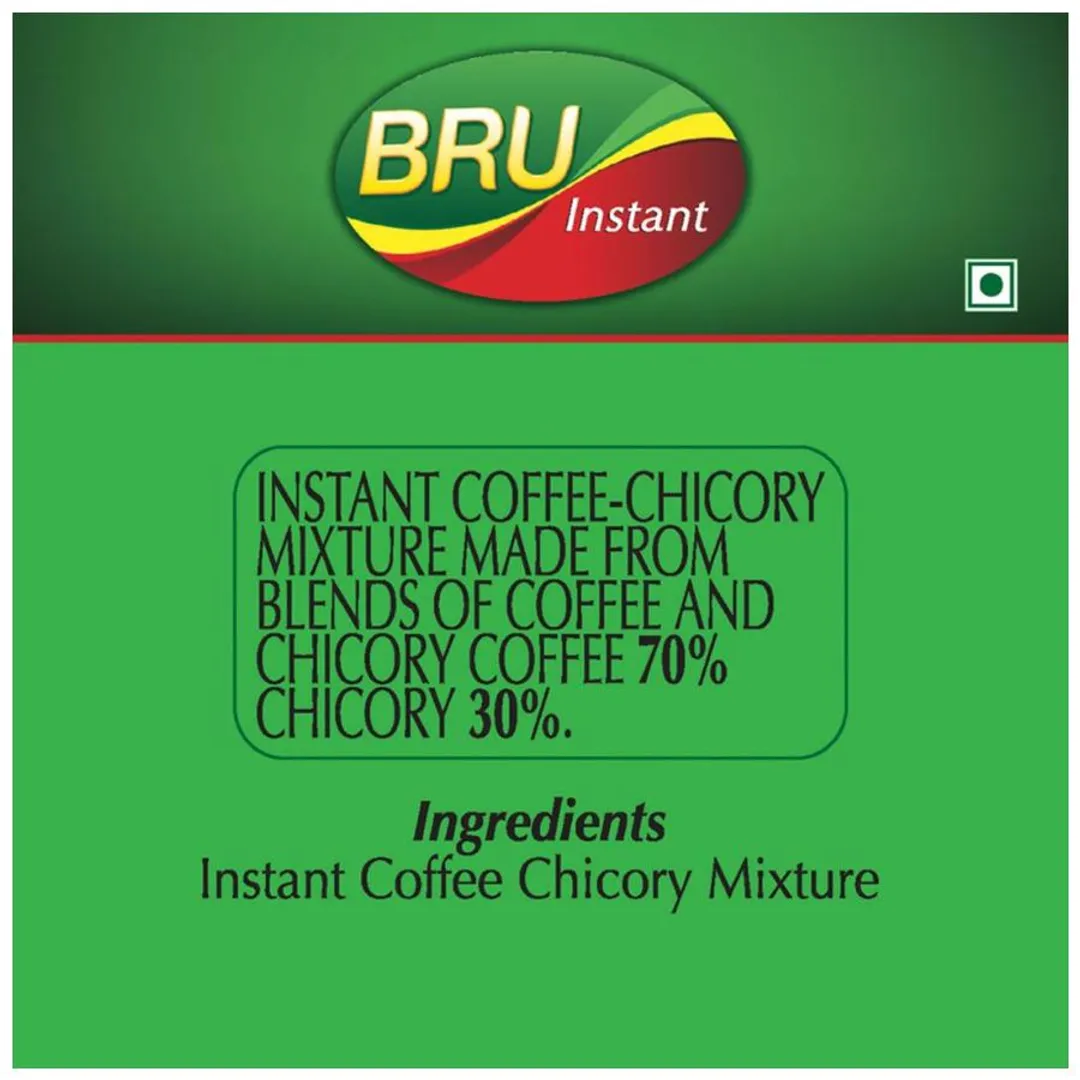 BRU
Instant
INSTANT COFFEE-CHICORY
MIXTURE MADE FROM
BLENDS OF COFFEE AND
CHICORY COFFEE 70%
CHICORY 30%.
Ingredients
Instant Coffee Chicory Mixture